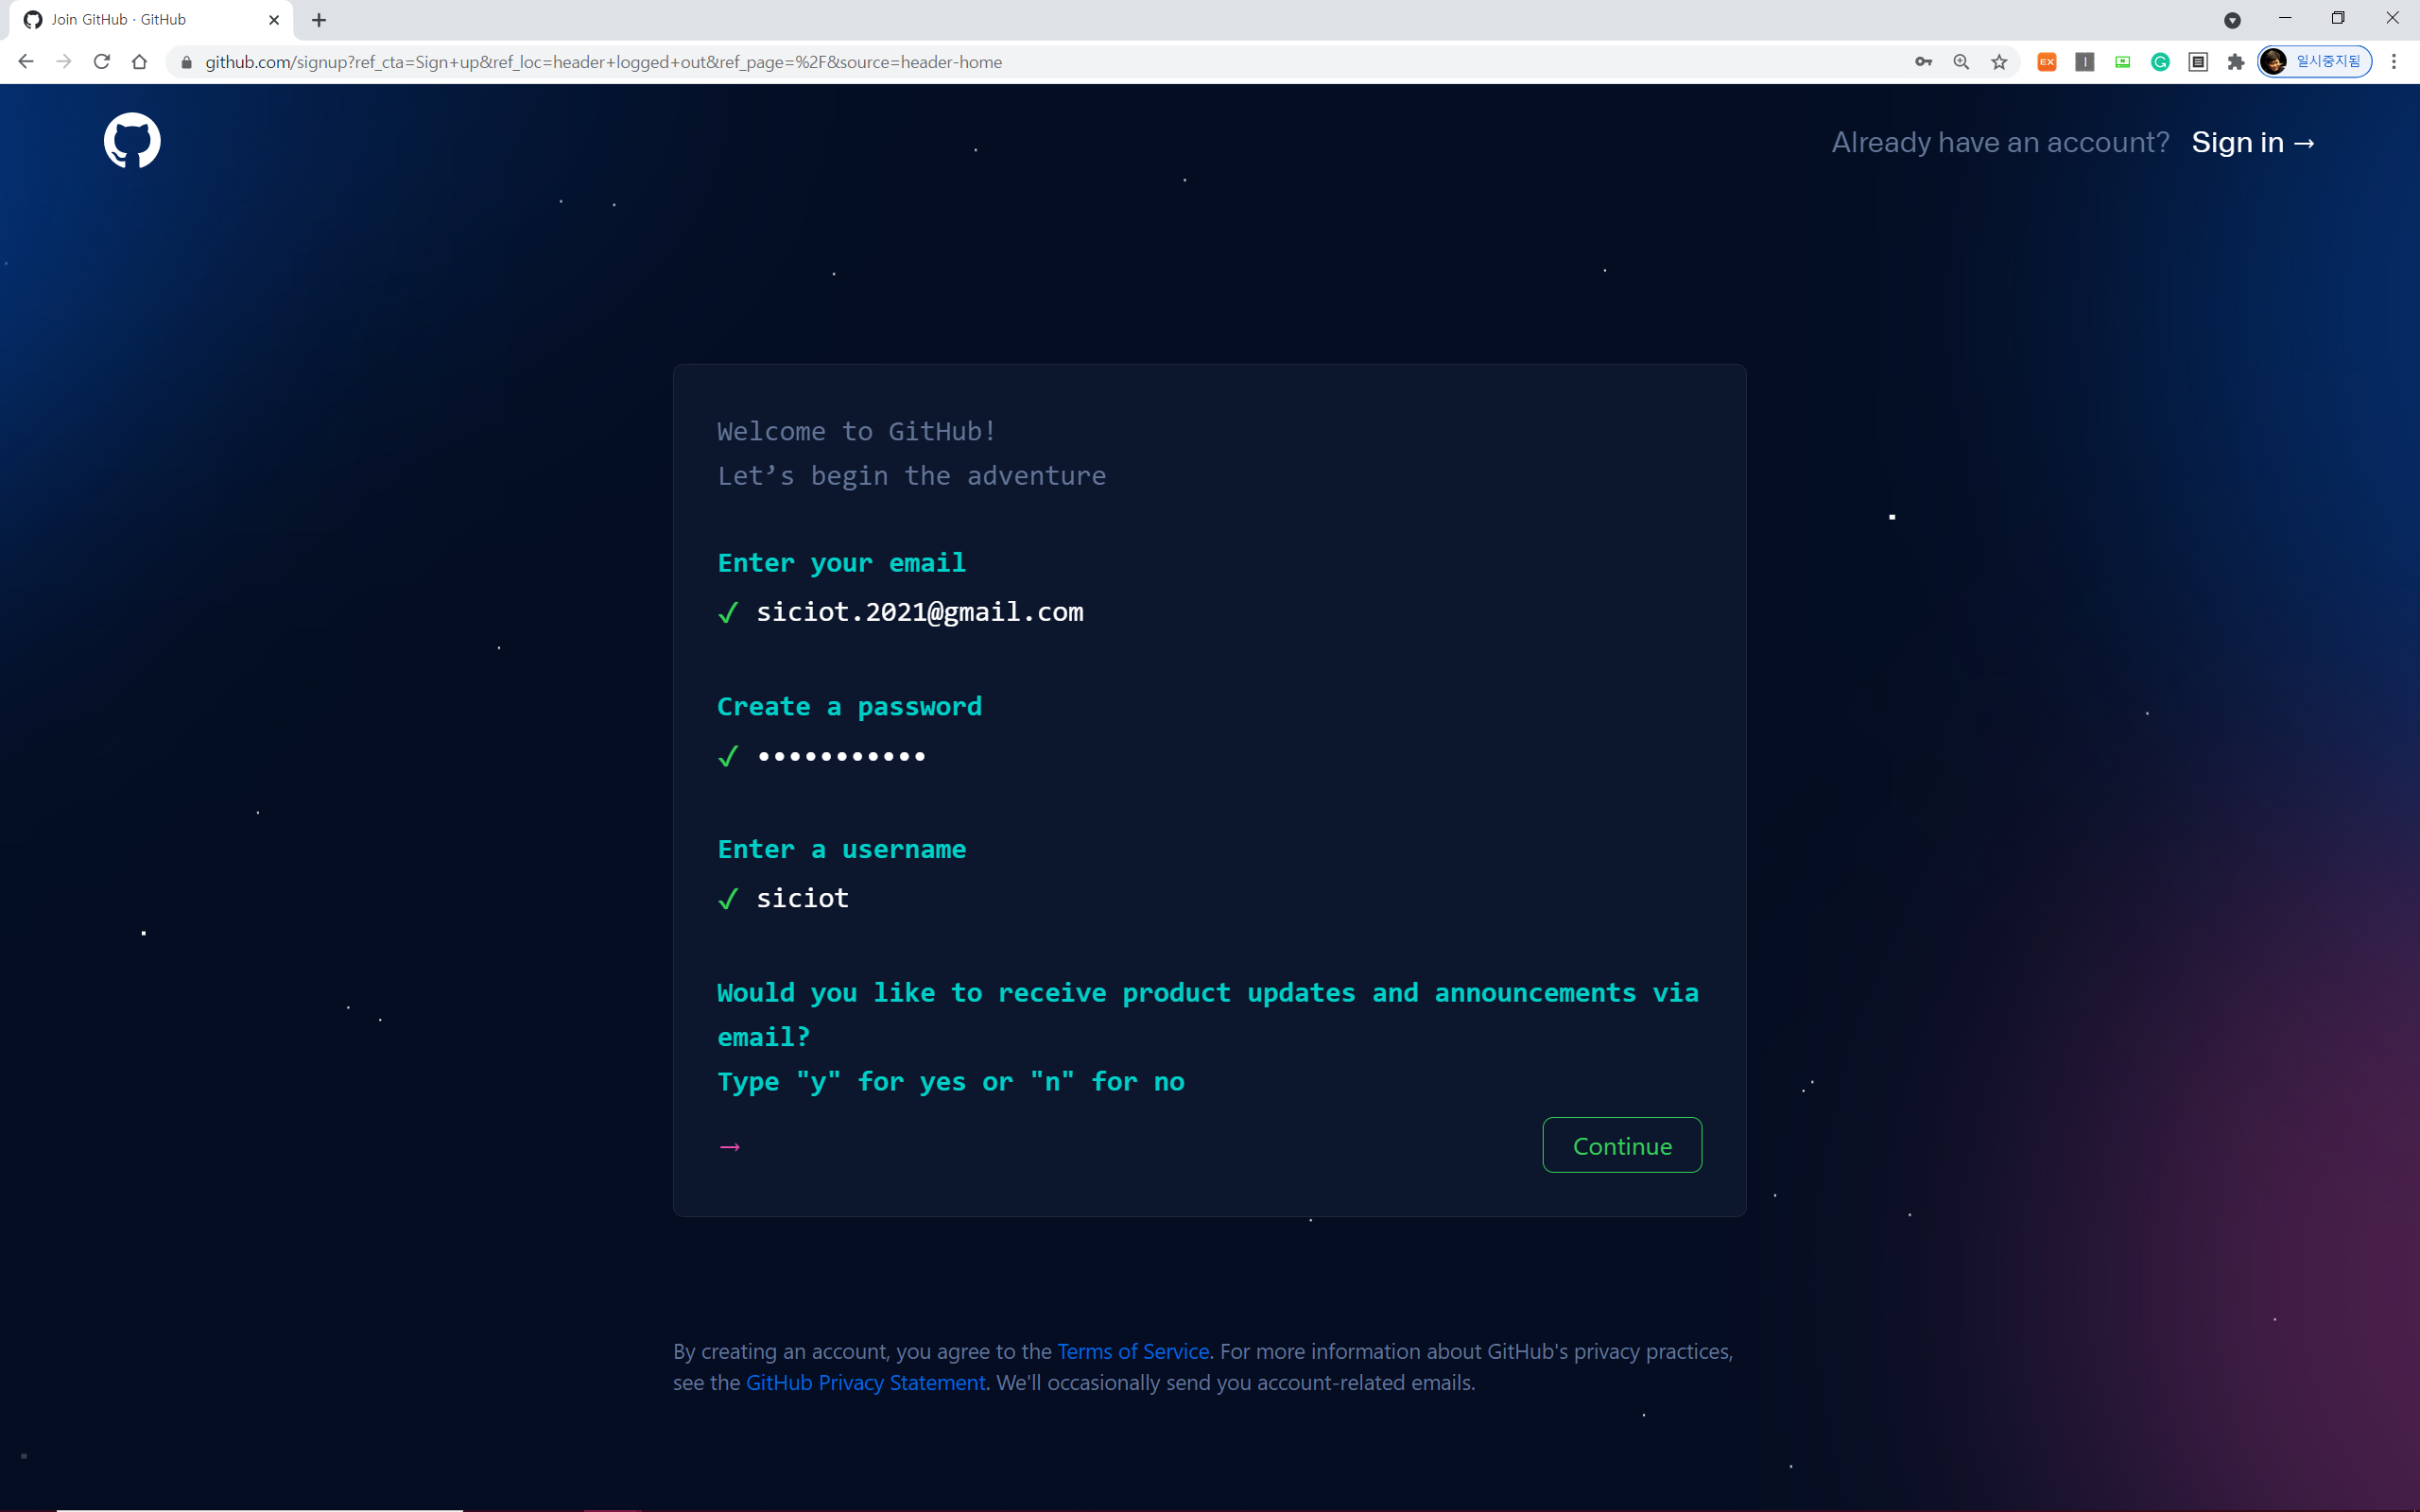 Join GitHub · GitHub
github.com/signup?ref_cta=Sign+up&ref_loc=header+logged+out&ref_page=%2F&source=header-home
EX
일시중지됨
Already have an account? Sign in →
Welcome to GitHub!
Let’s begin the adventure
Enter your email
✓ siciot.2021@gmail.com
Create a password
✓ •••••••••••
Enter a username
✓ siciot
Would you like to receive product updates and announcements via
email?
Type "y" for yes or "n" for no
→ Continue
By creating an account, you agree to the Terms of Service. For more information about GitHub's privacy practices,
see the GitHub Privacy Statement. We'll occasionally send you account-related emails.